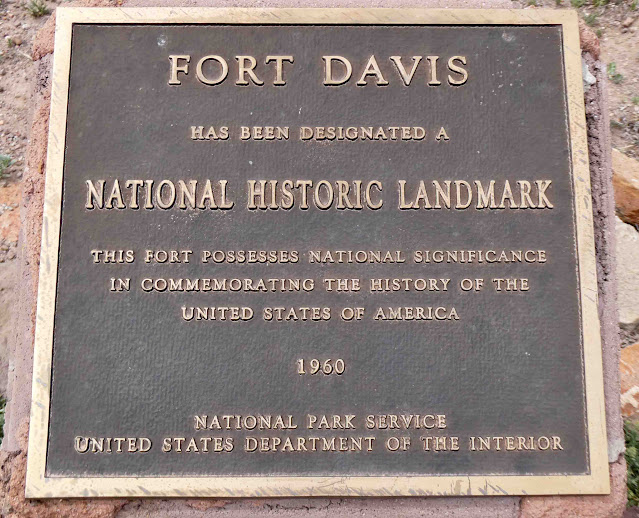 FORT DAVIS
HAS BEEN DESIGNATED A
NATIONAL HISTORIC LANDMARK
THIS FORT POSSESSES NATIONAL SIGNIFICANCE
IN COMMEMORATING THE HISTORY OF THE
UNITED STATES OF AMERICA
1960
NATIONAL PARK SERVICE
UNITED STATES DEPARTMENT OF THE INTERIOR